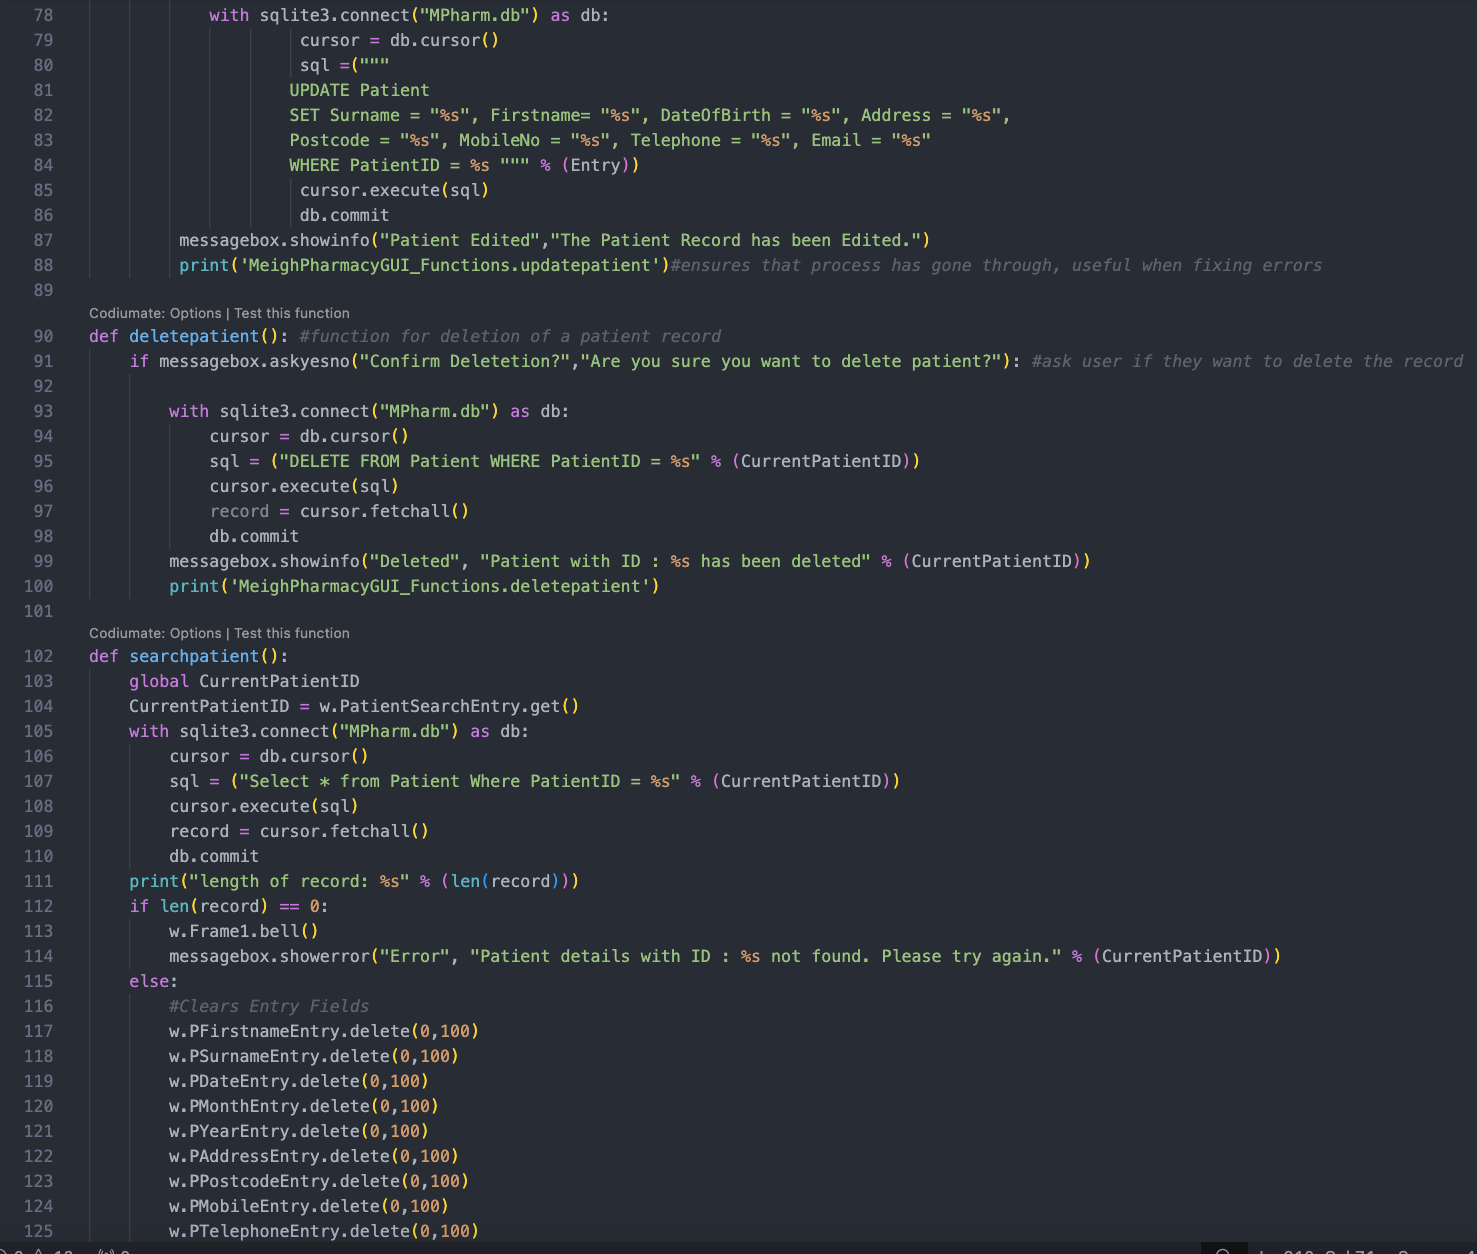 78 with sqlite3.connect("MPharm.db") as db:
79 cursor = db.cursor()
80 sql =("""
81 UPDATE Patient
82 SET Surname = "%s", Firstname= "%s", DateOfBirth = "%s", Address = "%s",
83 Postcode = "%s", MobileNo = "%s", Telephone = "%s", Email = "%s"
84 WHERE PatientID = %s """ % (Entry))
85 cursor.execute(sql)
86 db.commit
87 messagebox.showinfo("Patient Edited","The Patient Record has been Edited.")
88 print('MeighPharmacyGUI_Functions.updatepatient')#ensures that process has gone through, useful when fixing errors
89
Codiumate: Options | Test this function
90 def deletepatient(): #function for deletion of a patient record
91 if messagebox.askyesno("Confirm Deletetion?","Are you sure you want to delete patient?"): #ask user if they want to delete the record
92
93 with sqlite3.connect("MPharm.db") as db:
94 cursor = db.cursor()
95 sql = ("DELETE FROM Patient WHERE PatientID = %s" % (CurrentPatientID))
96 cursor.execute(sql)
97 record = cursor.fetchall()
98 db.commit
99 messagebox.showinfo("Deleted", "Patient with ID : %s has been deleted" % (CurrentPatientID))
100 print('MeighPharmacyGUI_Functions.deletepatient')
101
Codiumate: Options | Test this function
102 def searchpatient():
103 global CurrentPatientID
104 CurrentPatientID = w.PatientSearchEntry.get()
105 with sqlite3.connect("MPharm.db") as db:
106 cursor = db.cursor()
107 sql = ("Select * from Patient Where PatientID = %s" % (CurrentPatientID))
108 cursor.execute(sql)
109 record = cursor.fetchall()
110 db.commit
111 print("length of record: %s" % (len(record)))
112 if len(record) == 0:
113 w.Frame1.bell()
114 messagebox.showerror("Error", "Patient details with ID : %s not found. Please try again." % (CurrentPatientID))
115 else:
116 #Clears Entry Fields
117 w.PFirstnameEntry.delete(0,100)
118 w.PSurnameEntry.delete(0,100)
119 w.PDateEntry.delete(0,100)
120 w.PMonthEntry.delete(0,100)
121 w.PYearEntry.delete(0,100)
122 w.PAddressEntry.delete(0,100)
123 w.PPostcodeEntry.delete(0,100)
124 w.PMobileEntry.delete(0,100)
125 w.PTelephoneEntry.delete(0,100)